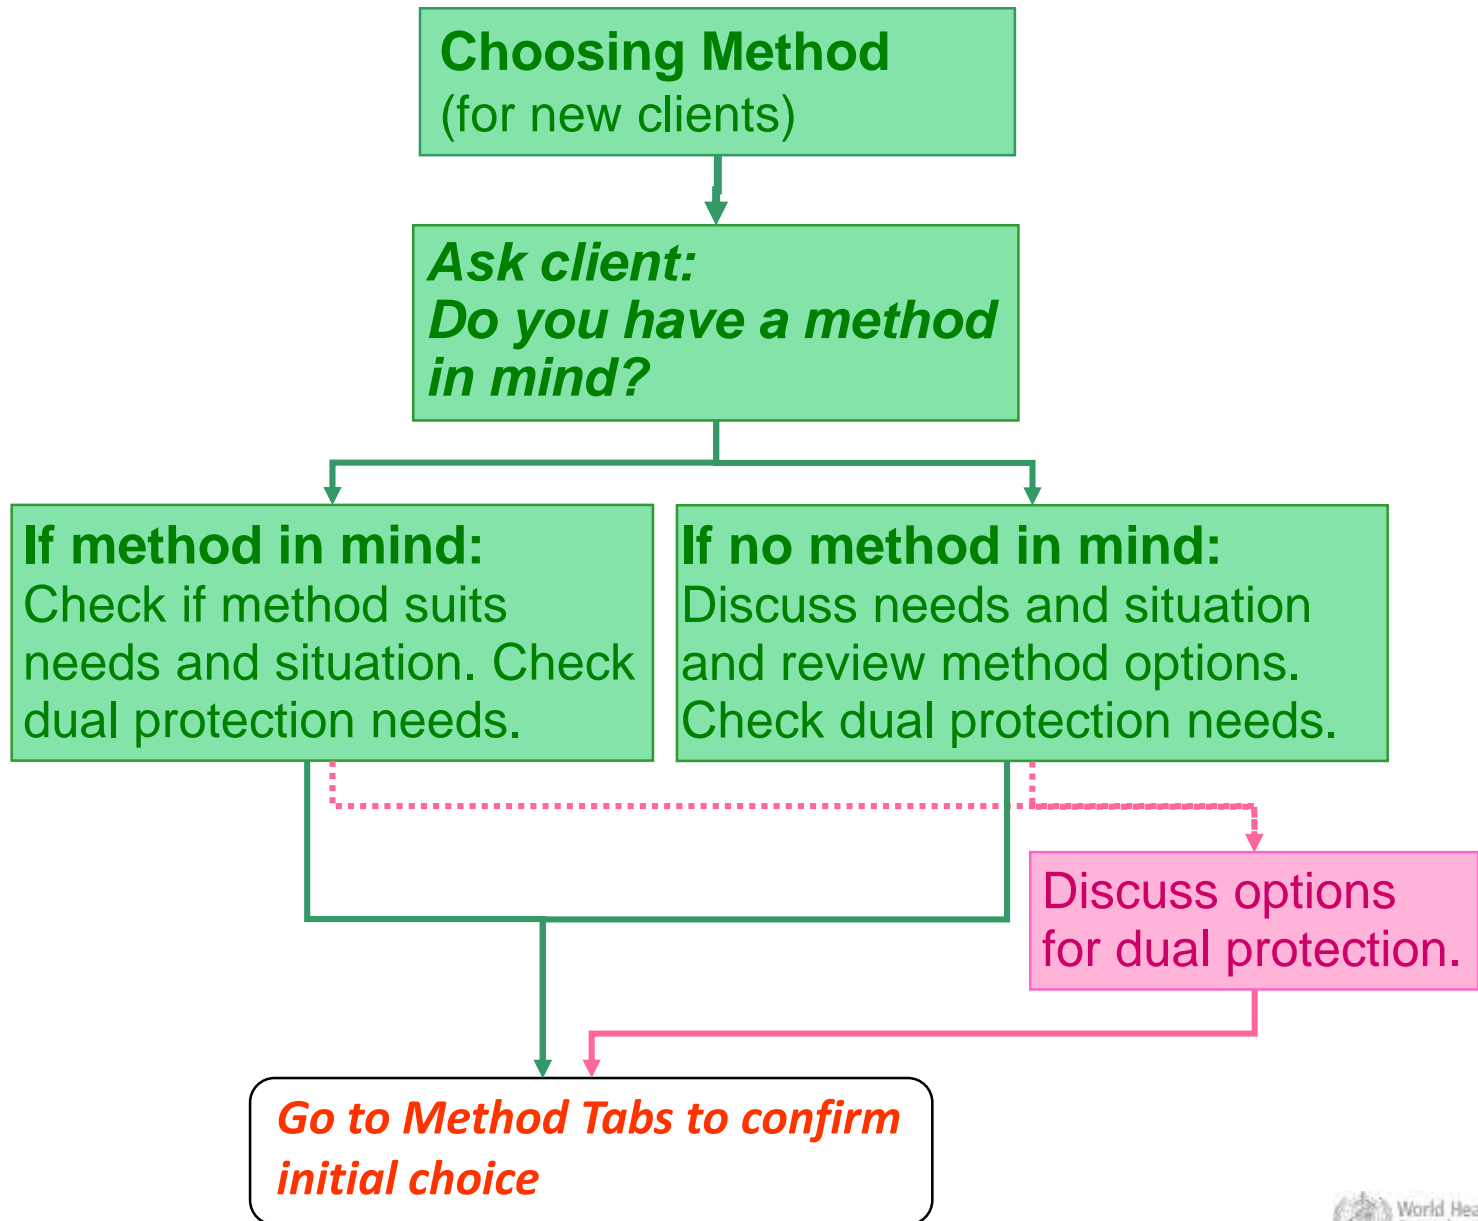 Choosing Method
(for new clients)
Ask client:
Do you have a method
in mind?
If method in mind:
Check if method suits
needs and situation. Check
dual protection needs.
If no method in mind:
Discuss needs and situation
and review method options.
Check dual protection needs.
Discuss options
for dual protection.
Go to Method Tabs to confirm
initial choice
World Hea